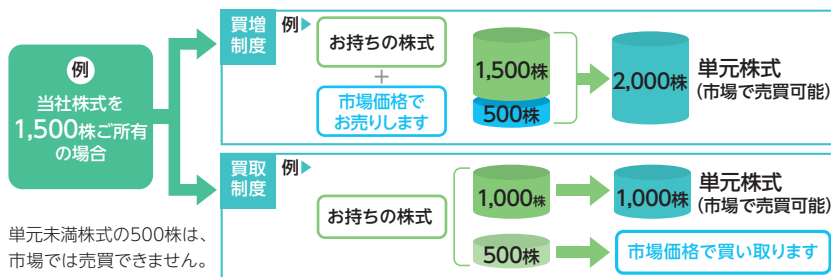 例
当社株式を
1,500株ご所有
の場合
単元未満株式の500株は、
市場では売買できません。
買増
制度
例
お持ちの株式
+
市場価格で
お売りします
1,500株
500株
2,000株
単元株式
(市場で売買可能)
買取
制度
例
お持ちの株式
1,000株
1,000株
単元株式
(市場で売買可能)
500株
市場価格で買い取ります